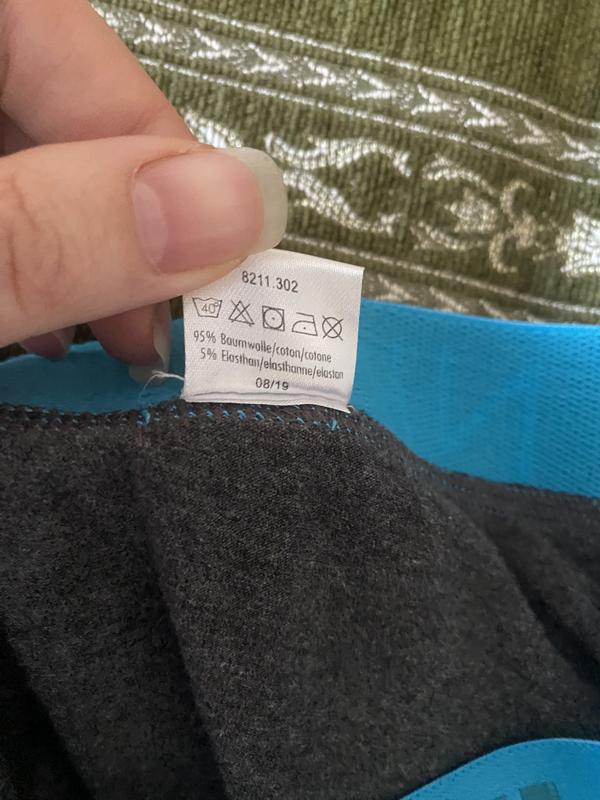 8211.302
40°
95% Baumwolle/coton/cotone
5% Elasthan/elasthanne/elastan
08/19